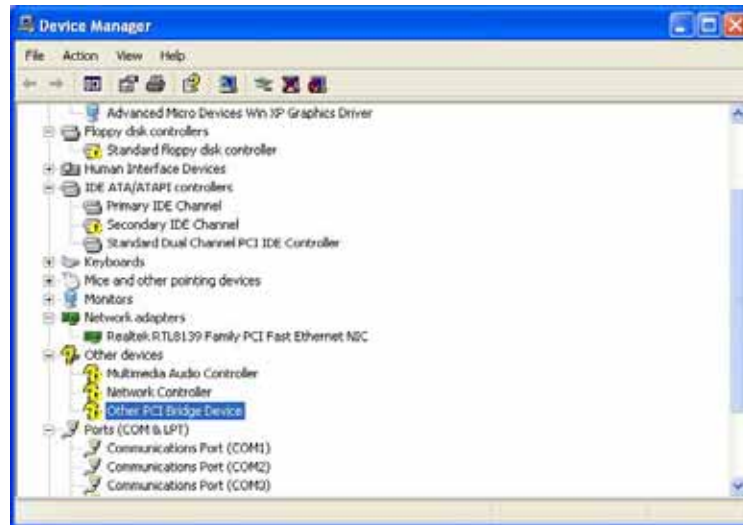 Device Manager
File Action View Help
Advanced Micro Devices Win XP Graphics Driver
Floppy disk controllers
Standard floppy disk controller
Human Interface Devices
IDE ATA/ATAPI controllers
Primary IDE Channel
Secondary IDE Channel
Standard Dual Channel PCI IDE Controller
Keyboards
Mice and other pointing devices
Monitors
Network adapters
Realtek RTL8139 Family PCI Fast Ethernet NIC
Other devices
Multimedia Audio Controller
Network Controller
Other PCI Bridge Device
Ports (COM & LPT)
Communications Port (COM1)
Communications Port (COM2)
Communications Port (COM3)